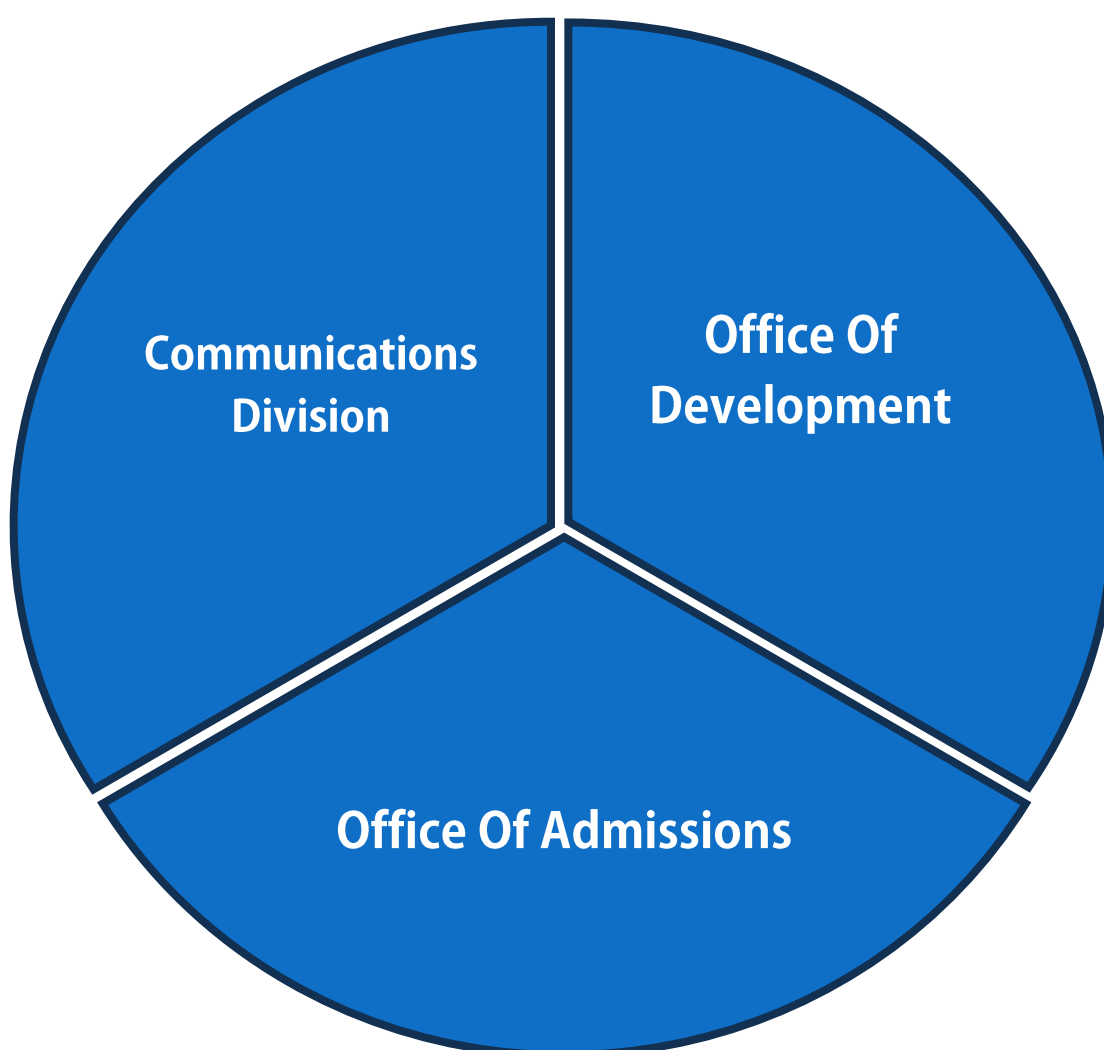 Communications
Division
Office Of
Development
Office Of Admissions